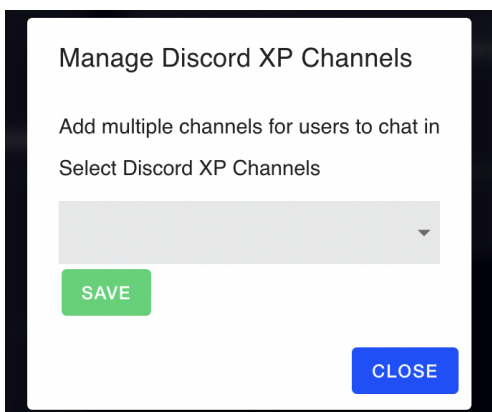 Manage Discord XP Channels
Add multiple channels for users to chat in
Select Discord XP Channels
SAVE
CLOSE